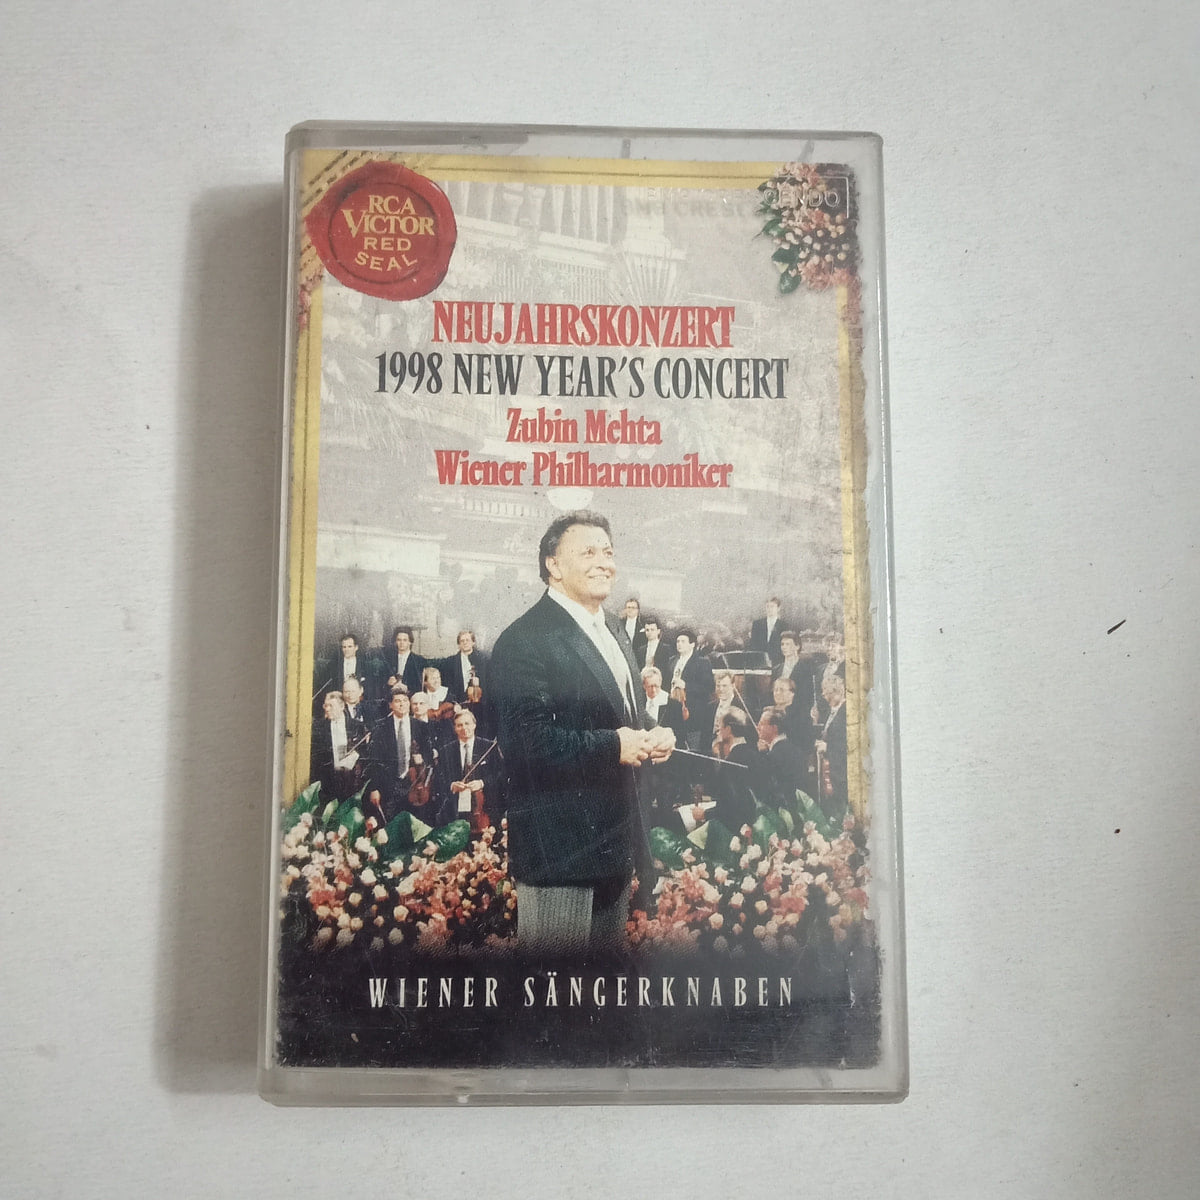 RCA
VICTOR
RED
SEAL
NEUJAHRSKONZERT
1998 NEW YEAR'S CONCERT
Zubin Mehta
Wiener Philharmoniker
WIENER SÄNGERKNABEN